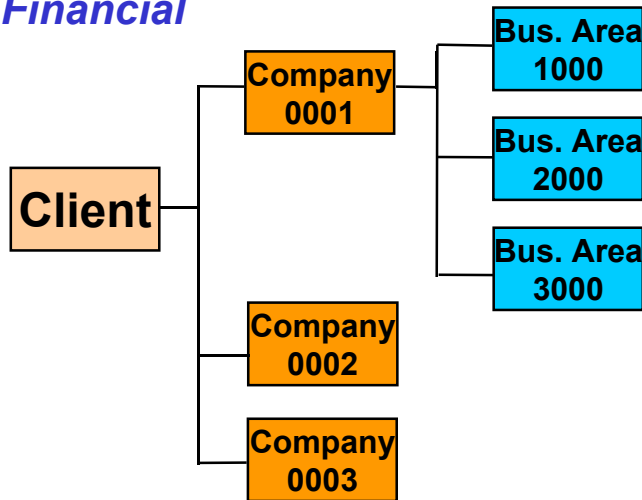 Financial
Company
0001
Bus. Area
1000
Bus. Area
2000
Client
Bus. Area
3000
Company
0002
Company
0003